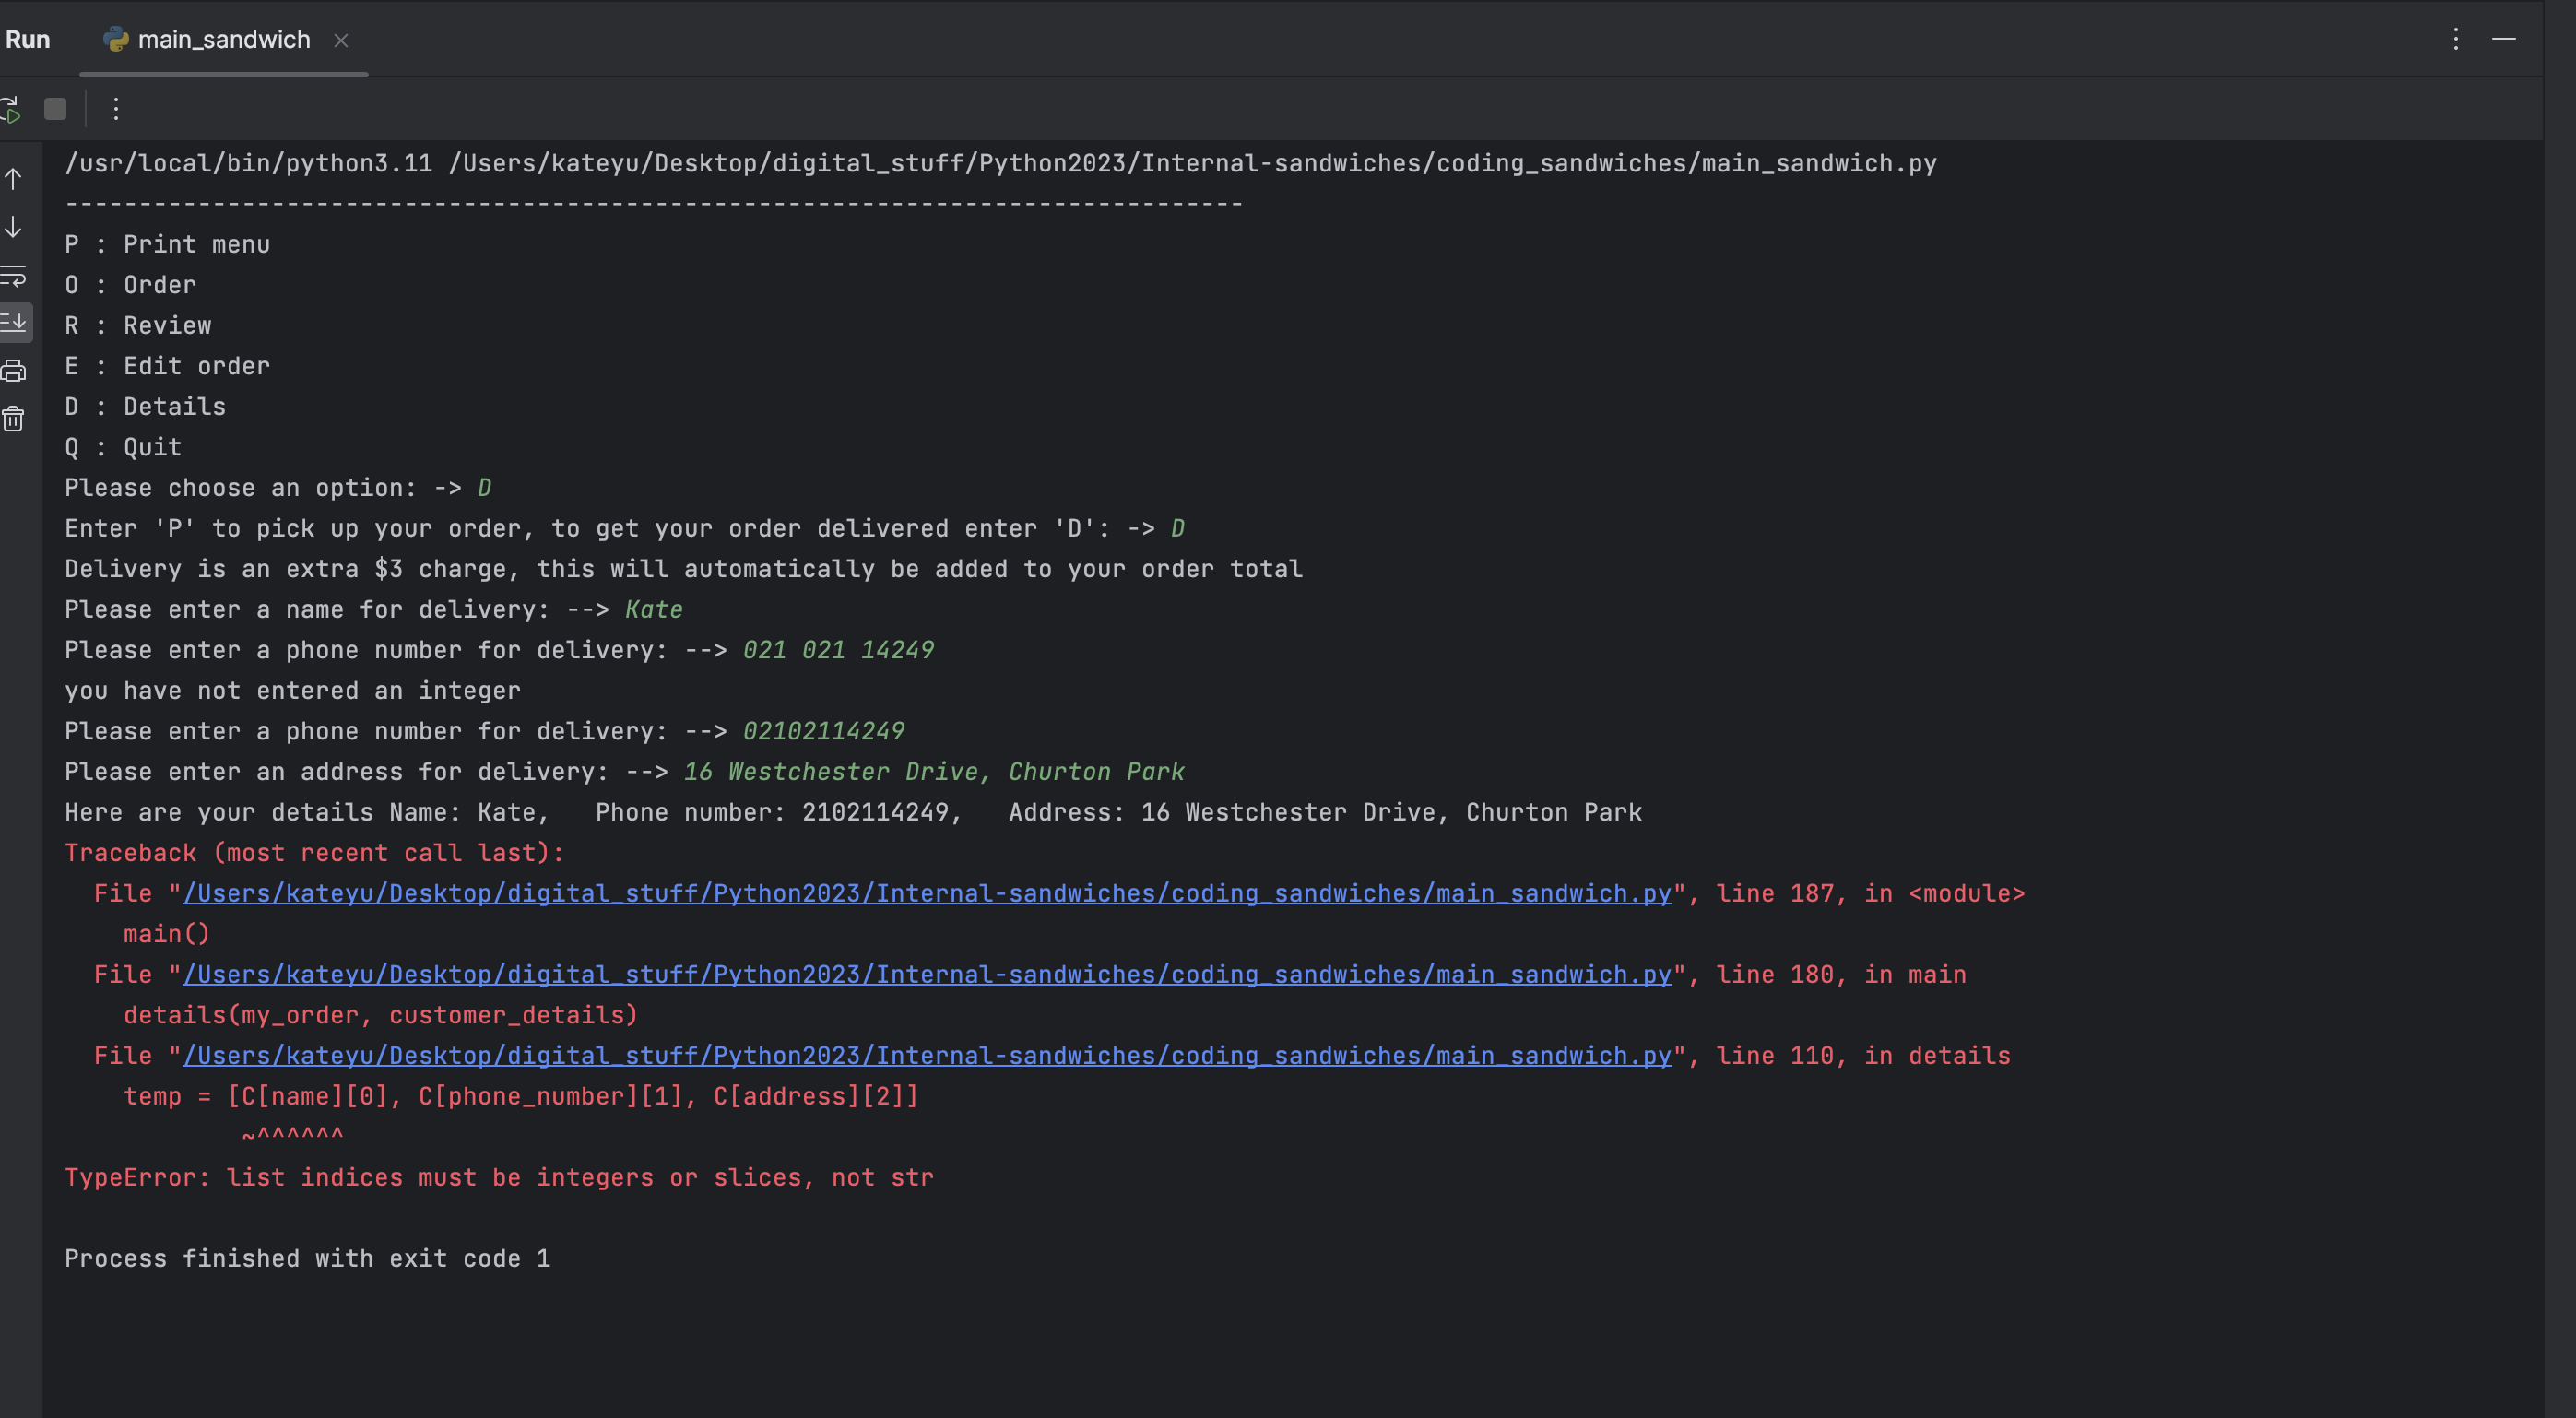 Run main_sandwich
/usr/local/bin/python3.11 /Users/kateyu/Desktop/digital_stuff/Python2023/Internal-sandwiches/coding_sandwiches/main_sandwich.py
--------------------------------------------------------------------------------
P : Print menu
O : Order
R : Review
E : Edit order
D : Details
Q : Quit
Please choose an option: -> D
Enter 'P' to pick up your order, to get your order delivered enter 'D': -> D
Delivery is an extra $3 charge, this will automatically be added to your order total
Please enter a name for delivery: --> Kate
Please enter a phone number for delivery: --> 021 021 14249
you have not entered an integer
Please enter a phone number for delivery: --> 02102114249
Please enter an address for delivery: --> 16 Westchester Drive, Churton Park
Here are your details Name: Kate,   Phone number: 2102114249,   Address: 16 Westchester Drive, Churton Park
Traceback (most recent call last):
  File "/Users/kateyu/Desktop/digital_stuff/Python2023/Internal-sandwiches/coding_sandwiches/main_sandwich.py", line 187, in <module>
    main()
  File "/Users/kateyu/Desktop/digital_stuff/Python2023/Internal-sandwiches/coding_sandwiches/main_sandwich.py", line 180, in main
    details(my_order, customer_details)
  File "/Users/kateyu/Desktop/digital_stuff/Python2023/Internal-sandwiches/coding_sandwiches/main_sandwich.py", line 110, in details
    temp = [C[name][0], C[phone_number][1], C[address][2]]
            ~^^^^^^
TypeError: list indices must be integers or slices, not str
Process finished with exit code 1